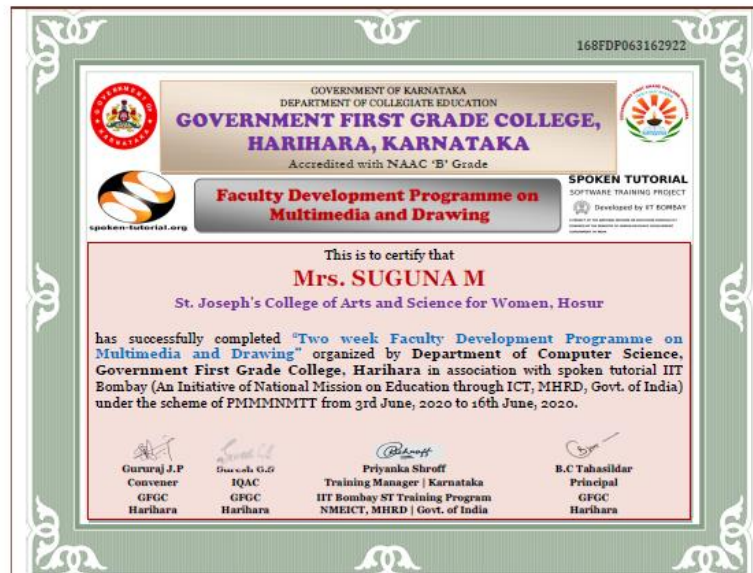 168FDP063162922
GOVERNMENT OF KARNATAKA
DEPARTMENT OF COLLEGIATE EDUCATION
GOVERNMENT FIRST GRADE COLLEGE,
HARIHARA, KARNATAKA
Accredited with NAAC 'B' Grade
GOVERNMENT OF
KARNATAKA
spoken-tutorial.org
Faculty Development Programme on
Multimedia and Drawing
SPOKEN TUTORIAL
SOFTWARE TRAINING PROJECT
Developed by IIT BOMBAY
This is to certify that
Mrs. SUGUNA M
St. Joseph's College of Arts and Science for Women, Hosur
has successfully completed "Two week Faculty Development Programme on
Multimedia and Drawing" organized by Department of Computer Science,
Government First Grade College, Harihara in association with spoken tutorial IIT
Bombay (An Initiative of National Mission on Education through ICT, MHRD, Govt. of India)
under the scheme of PMMMNMTT from 3rd June, 2020 to 16th June, 2020.
Gururaj J.P
Convener
GFGC
Harihara
Suresh G.S
IQAC
GFGC
Harihara
Priyanka Shroff
Training Manager | Karnataka
IIT Bombay ST Training Program
NMEICT, MHRD | Govt. of India
B.C Tahasildar
Principal
GFGC
Harihara